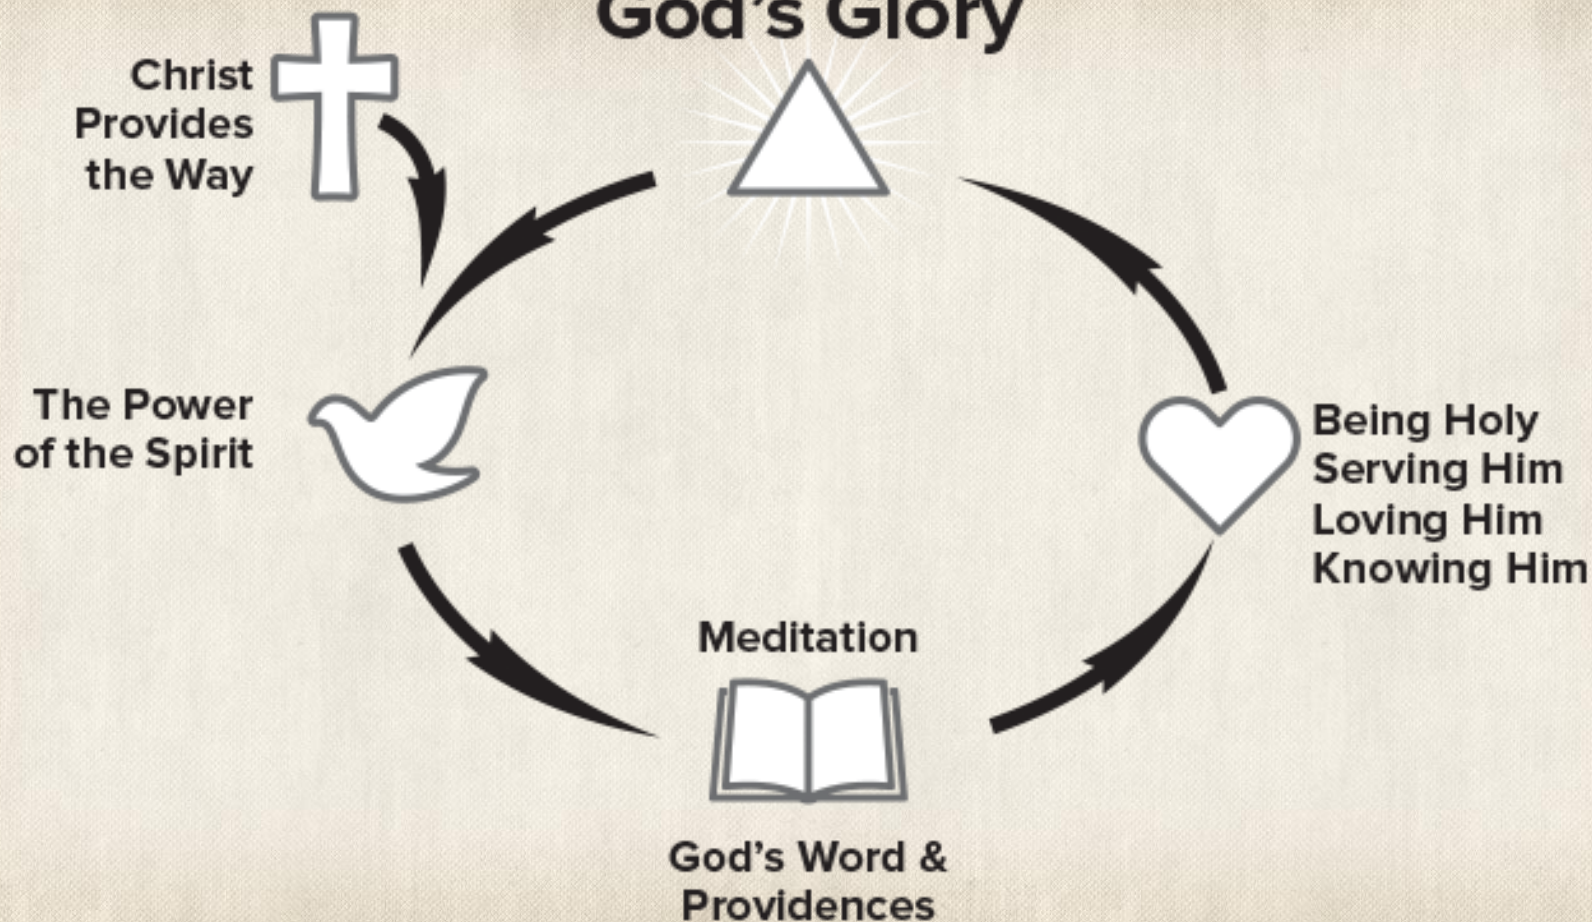 God's Glory
Christ
Provides
the Way
The Power
of the Spirit
Being Holy
Serving Him
Loving Him
Knowing Him
Meditation
God's Word &
Providences